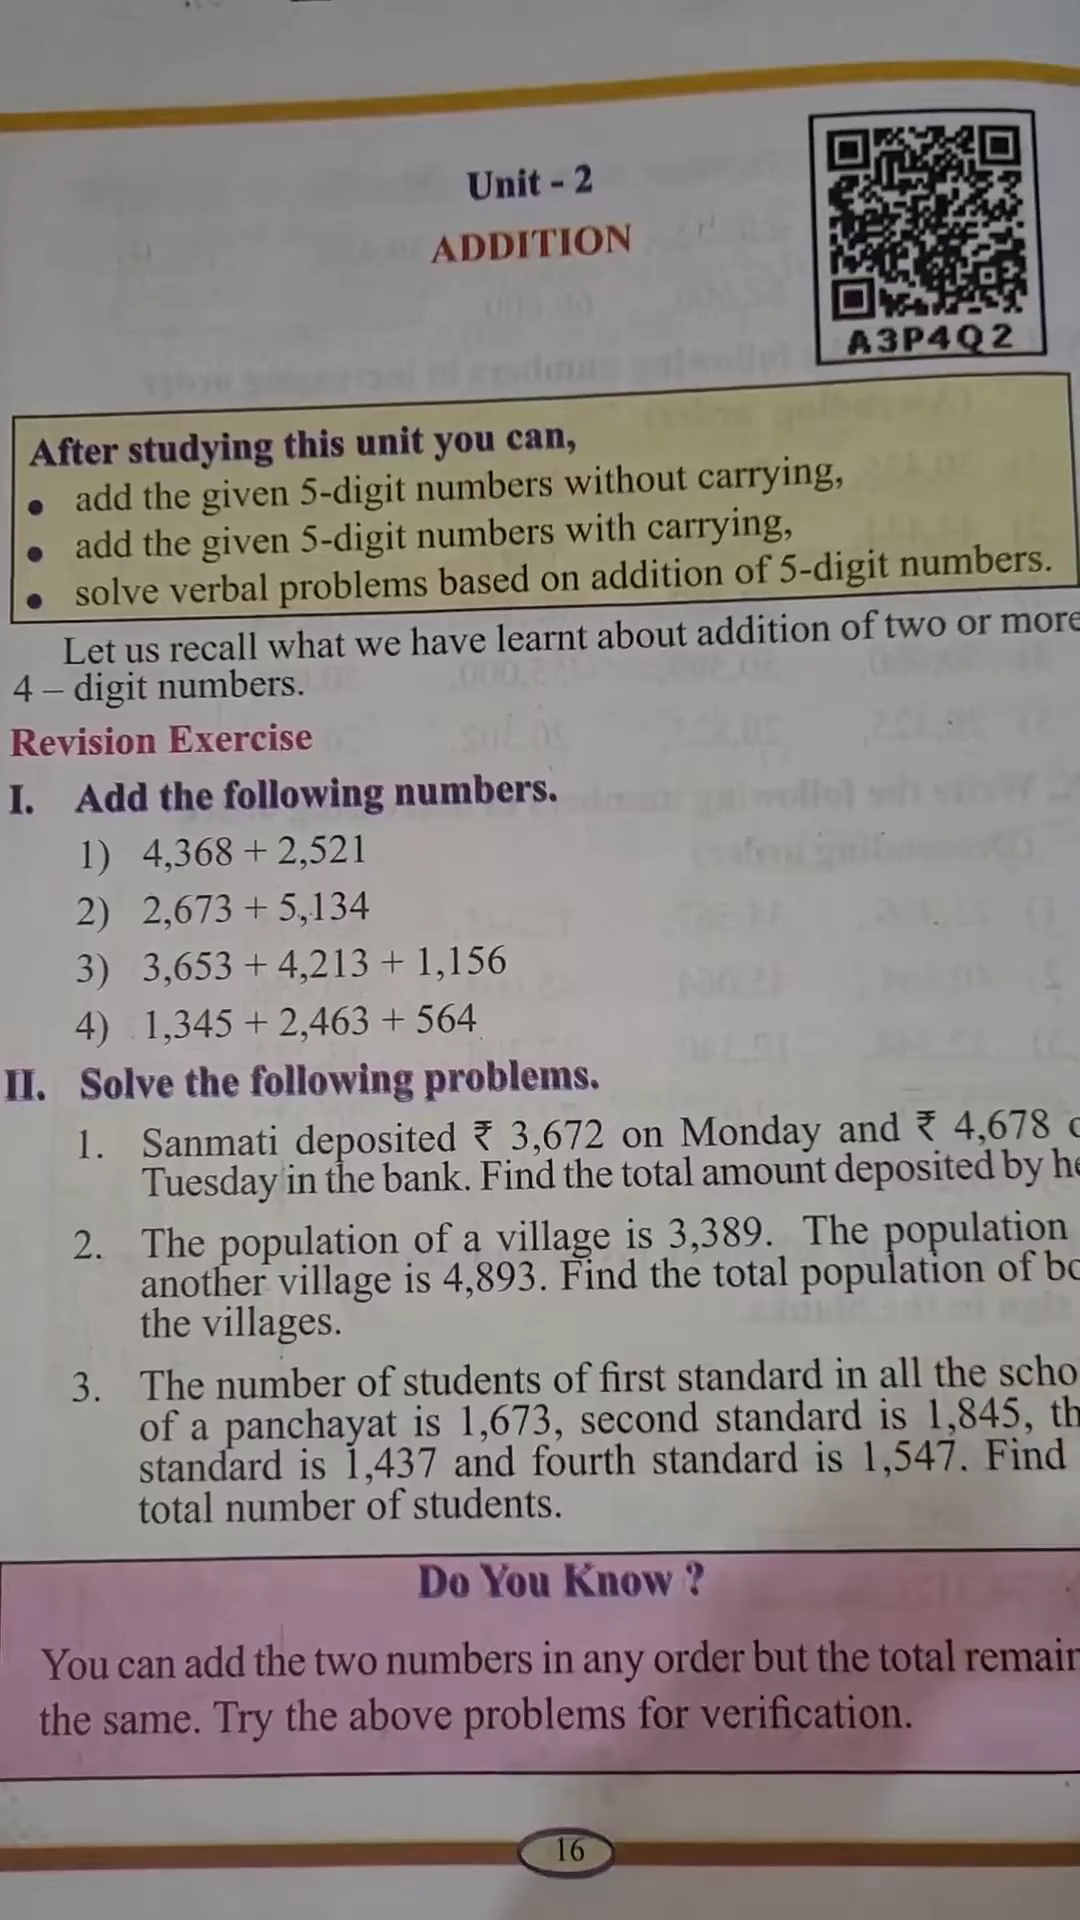 Unit - 2
ADDITION
A3P4Q2
After studying this unit you can,
• add the given 5-digit numbers without carrying,
• add the given 5-digit numbers with carrying,
• solve verbal problems based on addition of 5-digit numbers.
Let us recall what we have learnt about addition of two or more
4 – digit numbers.
Revision Exercise
I. Add the following numbers.
1) 4,368 + 2,521
2) 2,673 + 5,134
3) 3,653 + 4,213 + 1,156
4) 1,345 + 2,463 + 564
II. Solve the following problems.
1. Sanmati deposited ₹ 3,672 on Monday and ₹ 4,678
Tuesday in the bank. Find the total amount deposited by
2. The population of a village is 3,389. The population
another village is 4,893. Find the total population of
the villages.
3. The number of students of first standard in all the
of a panchayat is 1,673, second standard is 1,845,
standard is 1,437 and fourth standard is 1,547. Find
total number of students.
Do You Know ?
You can add the two numbers in any order but the total
the same. Try the above problems for verification.
16